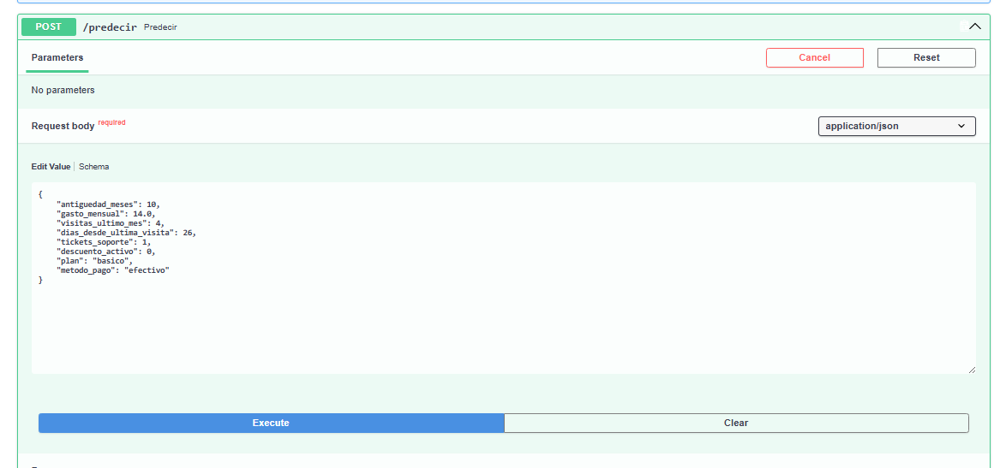 POST /predecir Predecir
Parameters
Cancel
Reset
No parameters
Request body required
application/json
Edit Value | Schema
{
    "antiguedad_meses": 10,
    "gasto_mensual": 14.0,
    "visitas_ultimo_mes": 4,
    "dias_desde_ultima_visita": 26,
    "tickets_soporte": 1,
    "descuento_activo": 0,
    "plan": "basico",
    "metodo_pago": "efectivo"
}
Execute
Clear